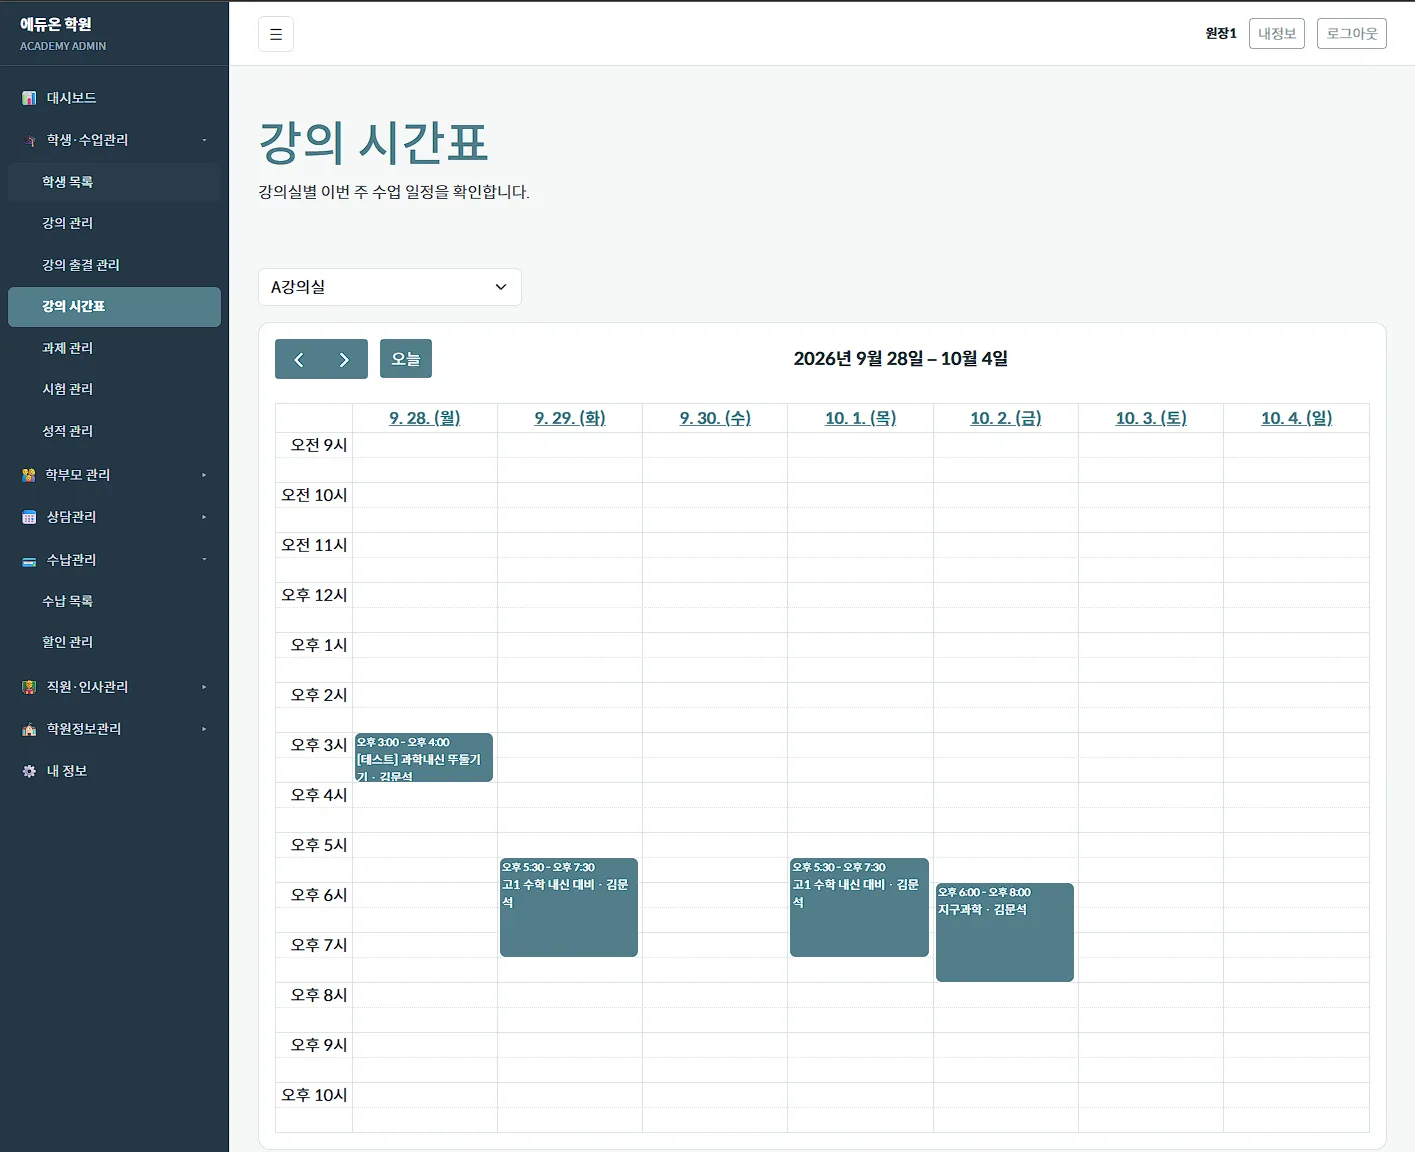 에듀온 학원
ACADEMY ADMIN
대시보드
학생·수업관리
학생 목록
강의 관리
강의 출결 관리
강의 시간표
과제 관리
시험 관리
성적 관리
학부모 관리
상담관리
수납관리
수납 목록
할인 관리
직원·인사관리
학원정보관리
내 정보
원장1
내정보
로그아웃
강의 시간표
강의실별 이번 주 수업 일정을 확인합니다.
A강의실
오늘
2026년 9월 28일 – 10월 4일
9. 28. (월)
9. 29. (화)
9. 30. (수)
10. 1. (목)
10. 2. (금)
10. 3. (토)
10. 4. (일)
오전 9시
오전 10시
오전 11시
오후 12시
오후 1시
오후 2시
오후 3시
오후 3:00 - 오후 4:00
[테스트] 과학내신 뚜둘기
기 · 김문석
오후 4시
오후 5시
오후 5:30 - 오후 7:30
고1 수학 내신 대비 · 김문
석
오후 5:30 - 오후 7:30
고1 수학 내신 대비 · 김문
석
오후 6시
오후 6:00 - 오후 8:00
지구과학 · 김문석
오후 7시
오후 8시
오후 9시
오후 10시